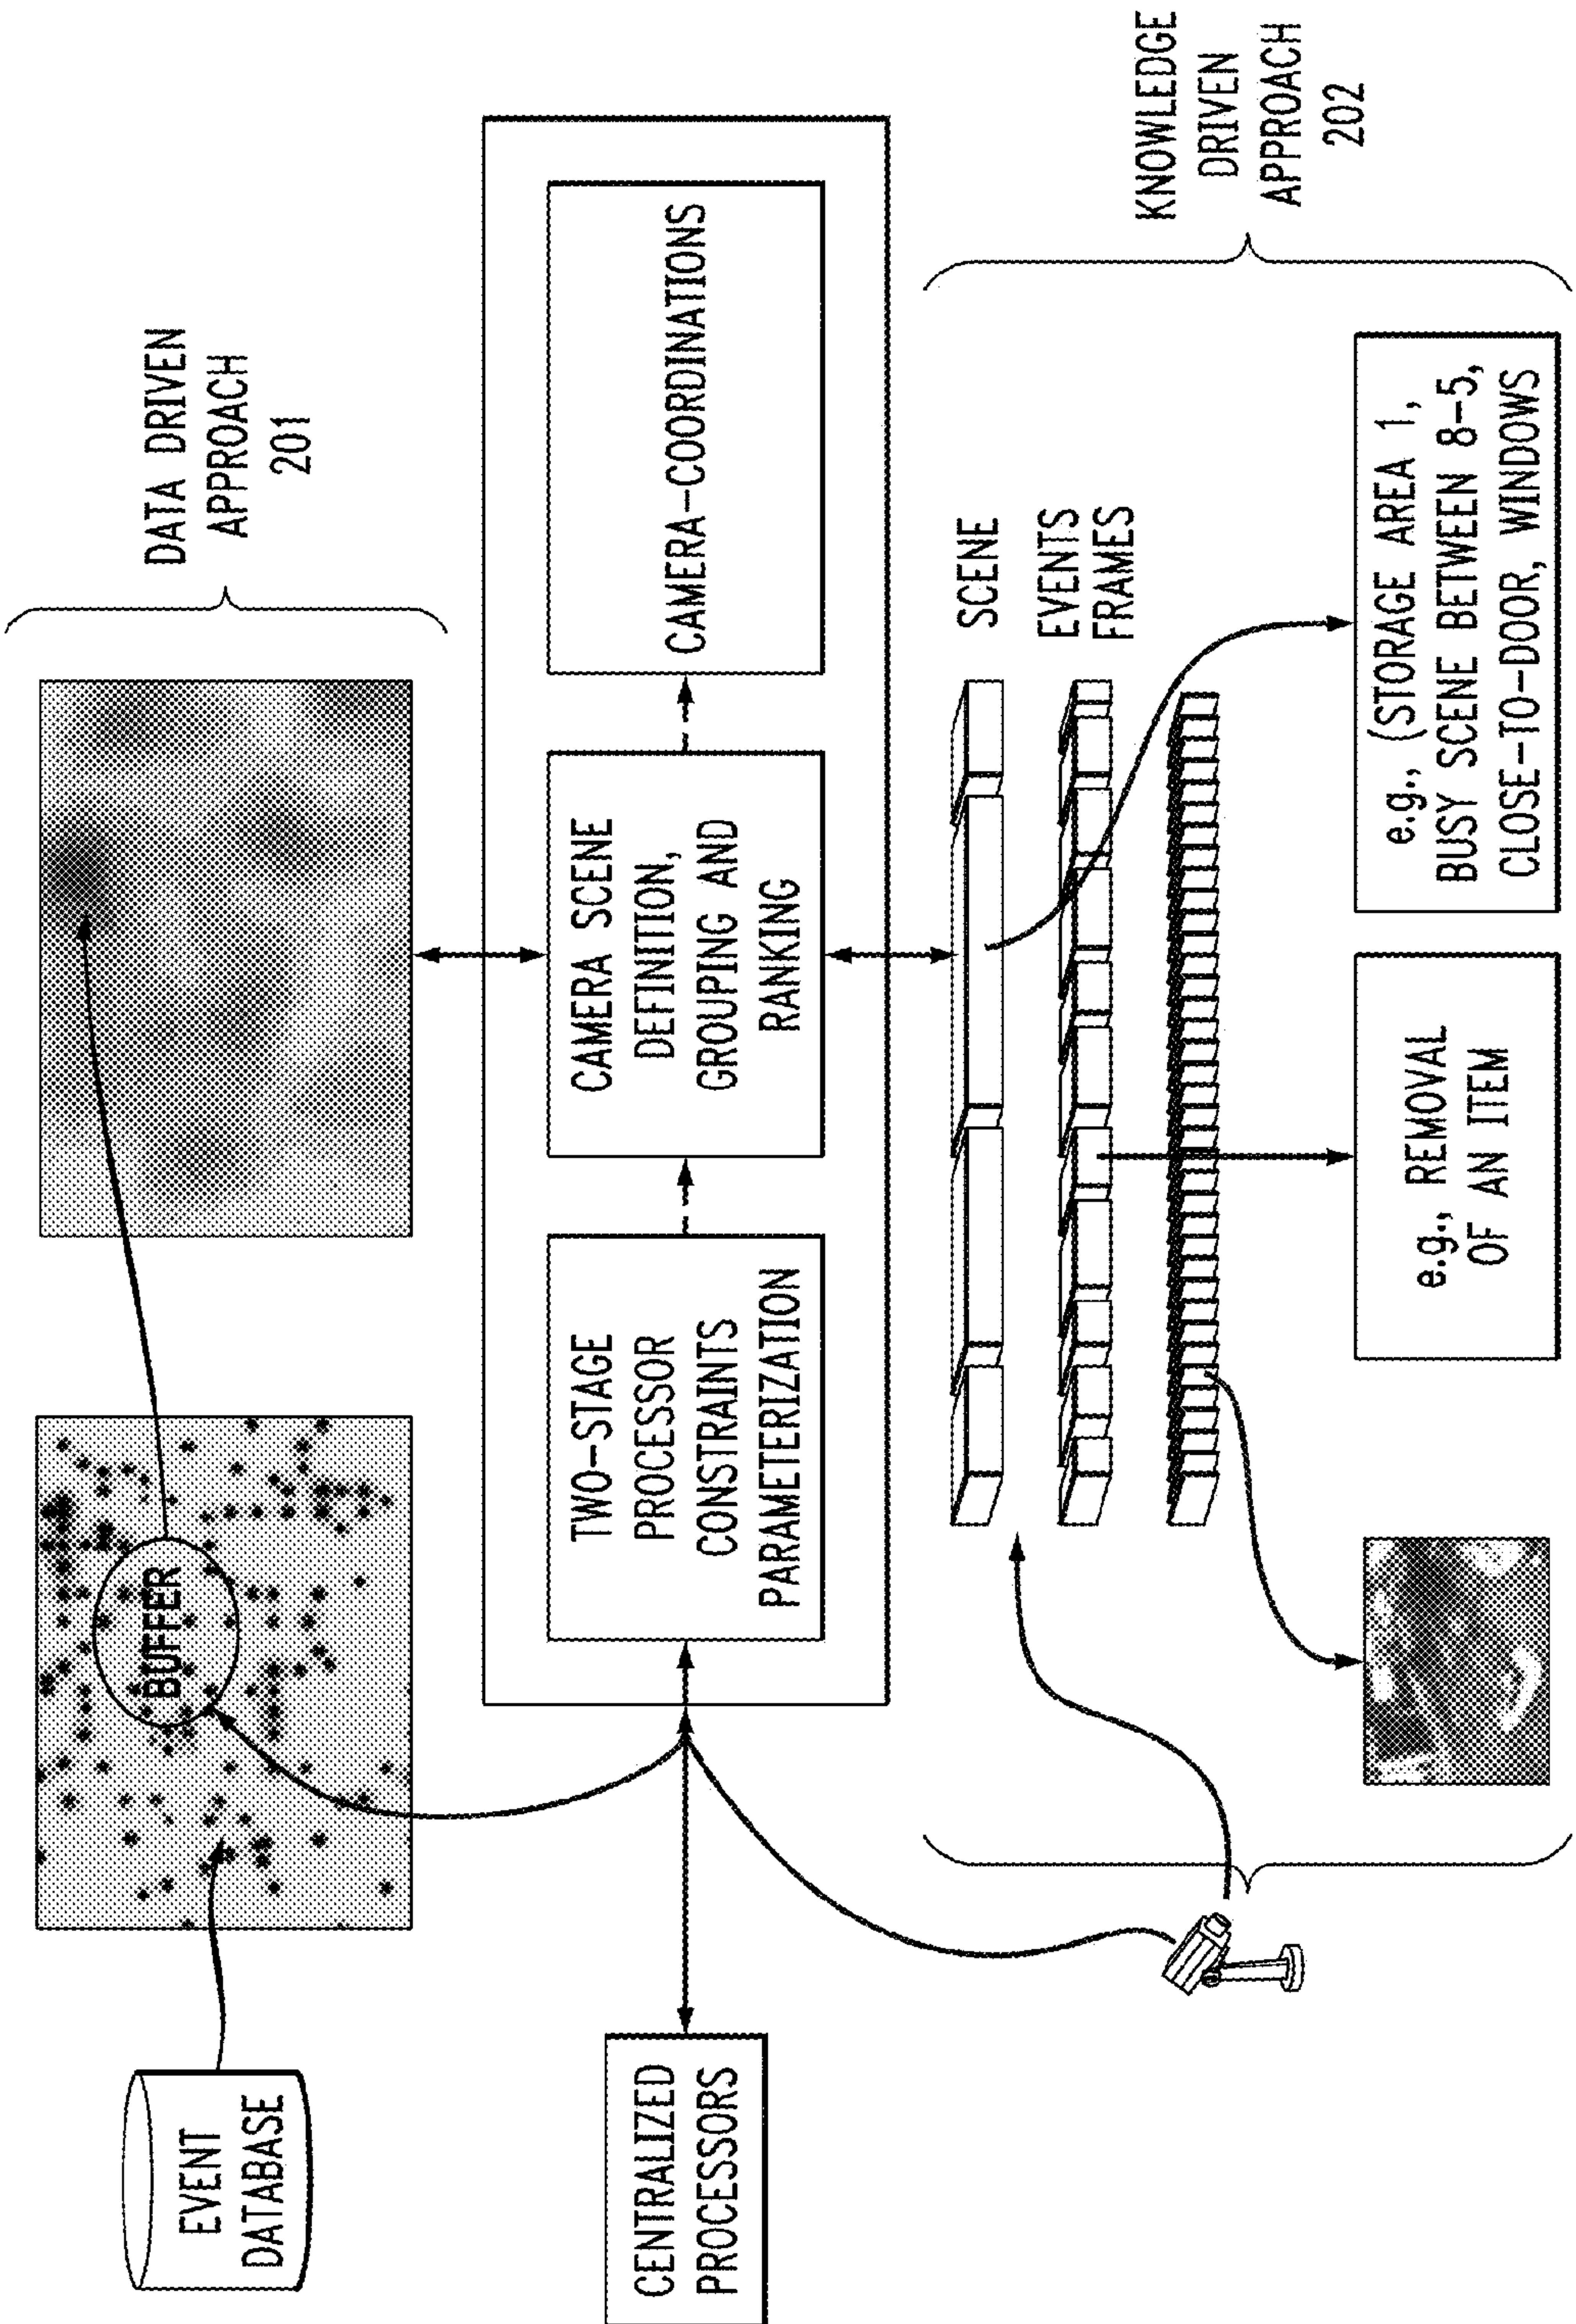 DATA DRIVEN
APPROACH
201
EVENT
DATABASE
BUFFER
CENTRALIZED
PROCESSORS
TWO-STAGE
PROCESSOR
CONSTRAINTS
PARAMETERIZATION
CAMERA SCENE
DEFINITION,
GROUPING AND
RANKING
CAMERA-COORDINATIONS
SCENE
EVENTS
FRAMES
KNOWLEDGE
DRIVEN
APPROACH
202
e.g., REMOVAL
OF AN ITEM
e.g., (STORAGE AREA 1,
BUSY SCENE BETWEEN 8-5,
CLOSE-TO-DOOR, WINDOWS